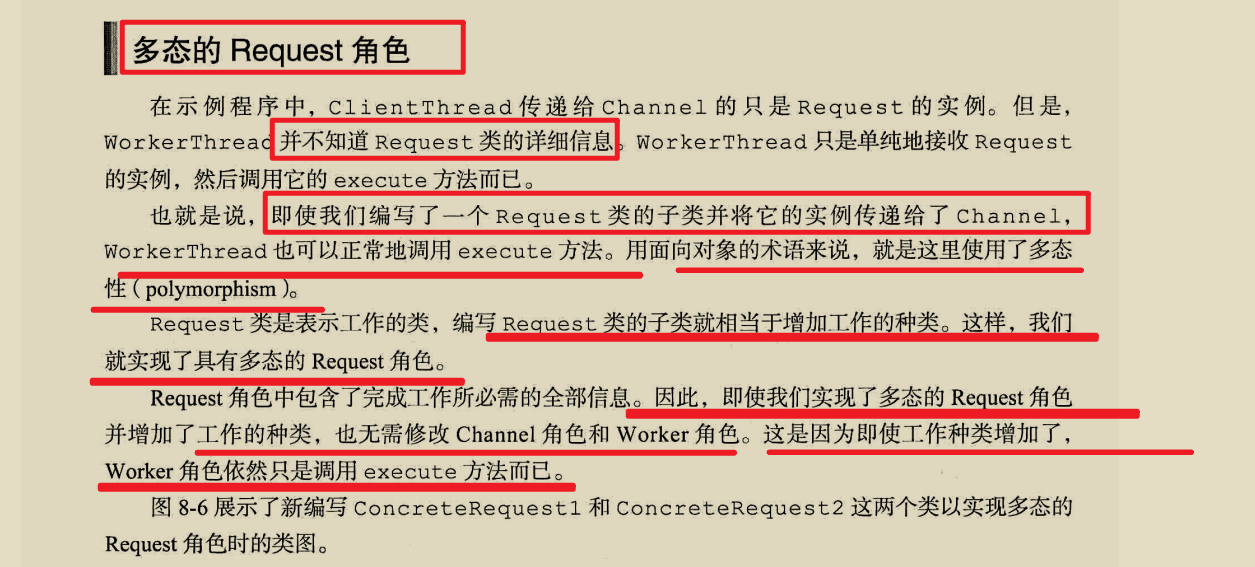 多态的 Request 角色
在示例程序中，ClientThread 传递给 Channel 的只是 Request 的实例。但是，
WorkerThread 并不知道 Request 类的详细信息。WorkerThread 只是单纯地接收 Request
的实例，然后调用它的 execute 方法而已。
也就是说，即使我们编写了一个 Request 类的子类并将它的实例传递给了 Channel，
WorkerThread 也可以正常地调用 execute 方法。用面向对象的术语来说，就是这里使用了多态
性（polymorphism）。
Request 类是表示工作的类，编写 Request 类的子类就相当于增加工作的种类。这样，我们
就实现了具有多态的 Request 角色。
Request 角色中包含了完成工作所必需的全部信息。因此，即使我们实现了多态的 Request 角色
并增加了工作的种类，也无需修改 Channel 角色和 Worker 角色。这是因为即使工作种类增加了，
Worker 角色依然只是调用 execute 方法而已。
图 8-6 展示了新编写 ConcreteRequest1 和 ConcreteRequest2 这两个类以实现多态的
Request 角色时的类图。